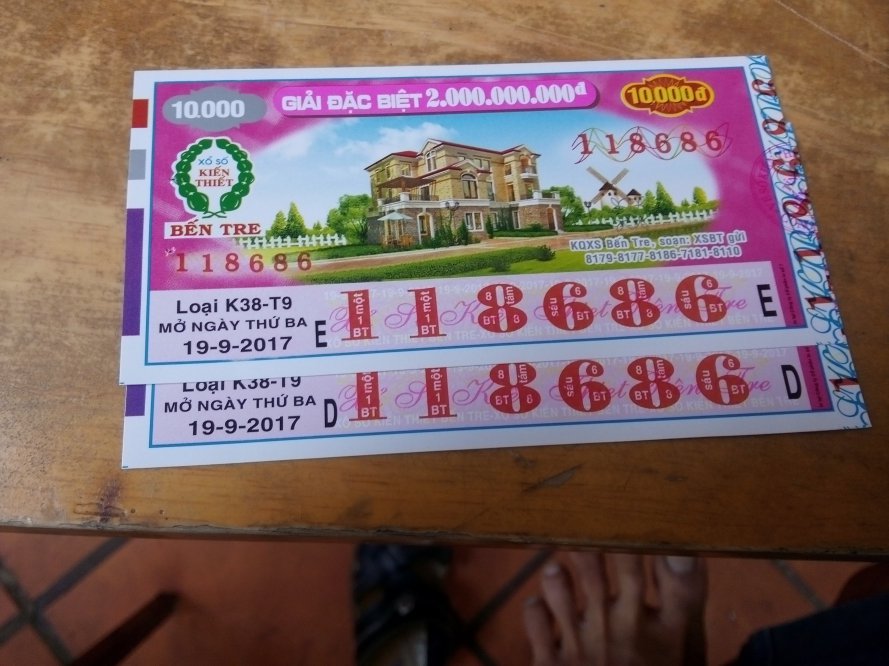 10.000
GIẢI ĐẶC BIỆT 2.000.000.000đ
10.000đ
118686
XỔ SỐ
KIẾN
THIẾT
BẾN TRE
118686
KQXS Bến Tre, soạn: XSBT gửi
8179-8177-8186-7181-8110
Loại K38-T9
MỞ NGÀY THỨ BA
19-9-2017
E 118686 E
Loại K38-T9
MỞ NGÀY THỨ BA
19-9-2017
D 118686 D